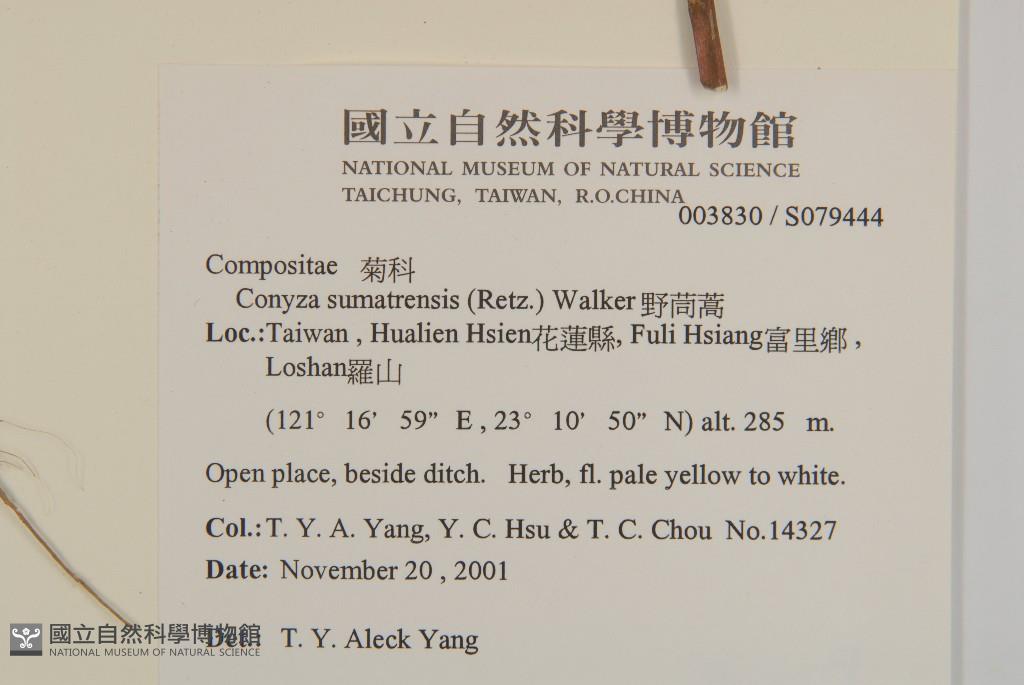 國立自然科學博物館
NATIONAL MUSEUM OF NATURAL SCIENCE
TAICHUNG, TAIWAN, R.O.CHINA
003830 / S079444
Compositae 菊科
Conyza sumatrensis (Retz.) Walker 野茼蒿
Loc.:Taiwan , Hualien Hsien花蓮縣, Fuli Hsiang富里鄉 ,
Loshan羅山
(121° 16’ 59” E , 23° 10’ 50” N) alt. 285 m.
Open place, beside ditch. Herb, fl. pale yellow to white.
Col.: T. Y. A. Yang, Y. C. Hsu & T. C. Chou No.14327
Date: November 20 , 2001
Det.: T. Y. Aleck Yang
國立自然科學博物館
NATIONAL MUSEUM OF NATURAL SCIENCE